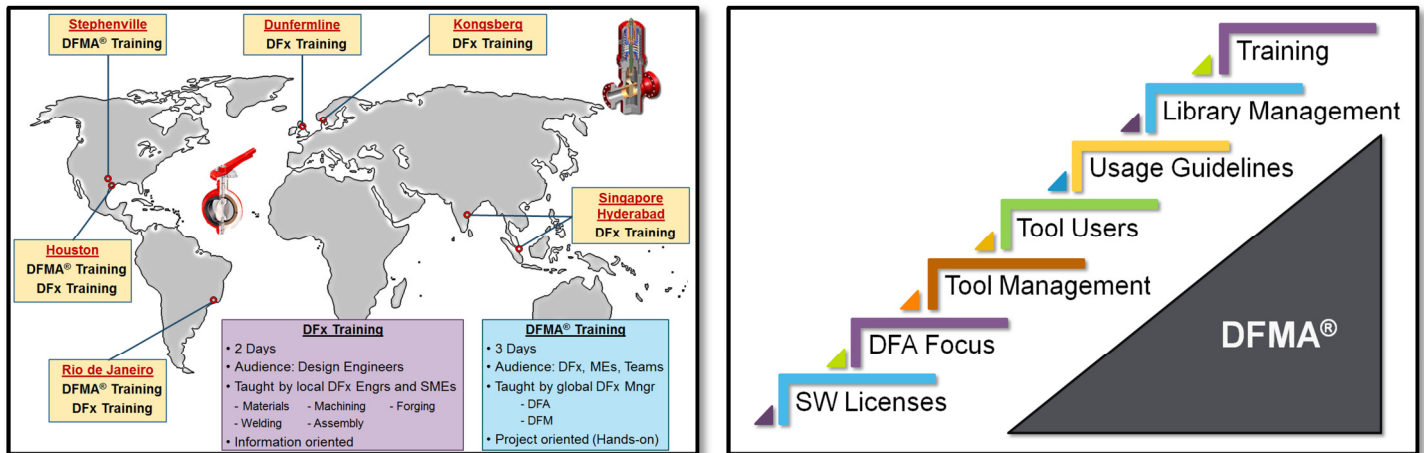 Stephenville
DFMA® Training
Dunfermline
DFx Training
Kongsberg
DFx Training
Singapore
Hyderabad
DFx Training
Houston
DFMA® Training
DFx Training
Rio de Janeiro
DFMA® Training
DFx Training
DFx Training
• 2 Days
• Audience: Design Engineers
• Taught by local DFx Engrs and SMEs
- Materials - Machining - Forging
- Welding - Assembly
• Information oriented
DFMA® Training
• 3 Days
• Audience: DFx, MEs, Teams
• Taught by global DFx Mngr
- DFA
- DFM
• Project oriented (Hands-on)
Training
Library Management
Usage Guidelines
Tool Users
Tool Management
DFA Focus
SW Licenses
DFMA®